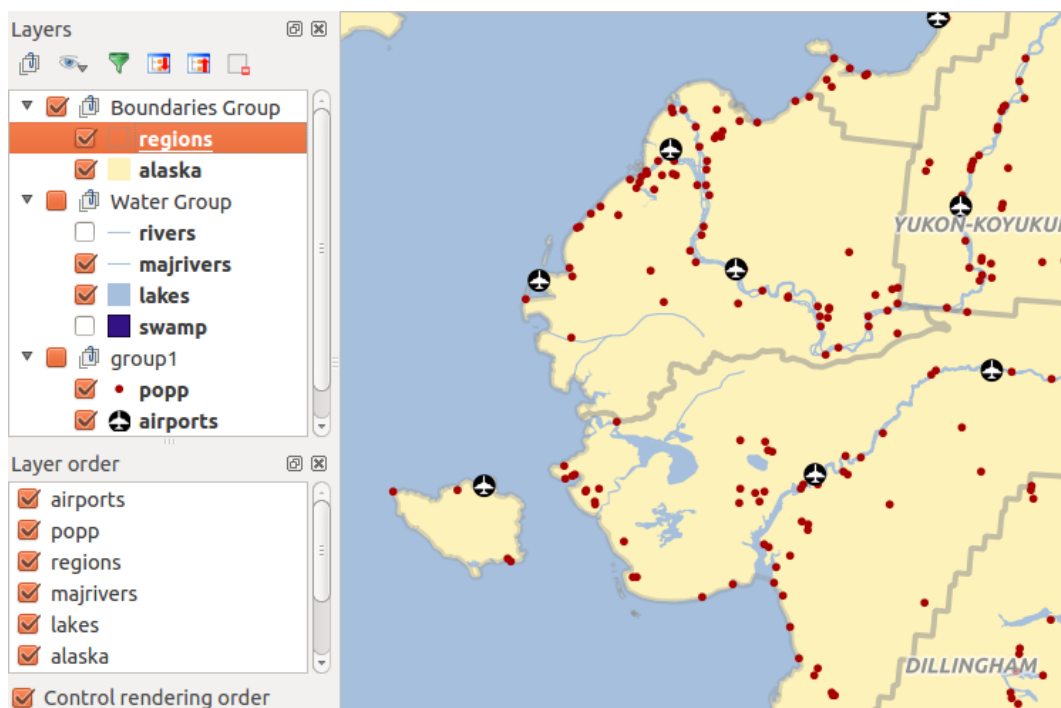 Layers
Boundaries Group
regions
alaska
Water Group
rivers
majrivers
lakes
swamp
group1
popp
airports
Layer order
airports
popp
regions
majrivers
lakes
alaska
Control rendering order
YUKON-KOYUKU
DILLINGHAM